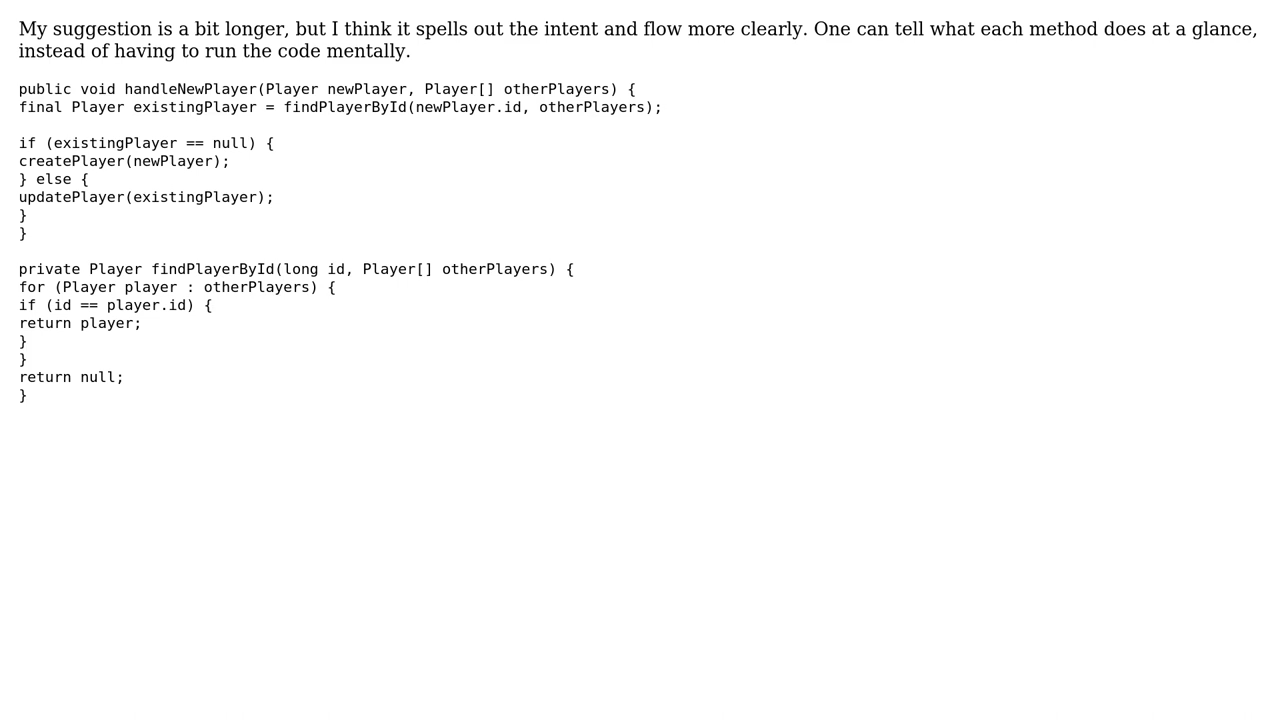 My suggestion is a bit longer, but I think it spells out the intent and flow more clearly. One can tell what each method does at a glance,
instead of having to run the code mentally.
public void handleNewPlayer(Player newPlayer, Player[] otherPlayers) {
final Player existingPlayer = findPlayerById(newPlayer.id, otherPlayers);
if (existingPlayer == null) {
createPlayer(newPlayer);
} else {
updatePlayer(existingPlayer);
}
}
private Player findPlayerById(long id, Player[] otherPlayers) {
for (Player player : otherPlayers) {
if (id == player.id) {
return player;
}
}
return null;
}